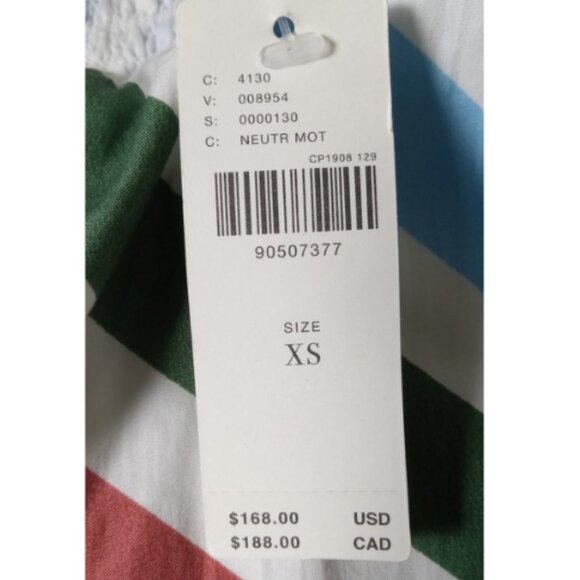 C: 4130
V: 008954
S: 0000130
C: NEUTR MOT
CP1908 129
90507377
SIZE
XS
$168.00 USD
$188.00 CAD